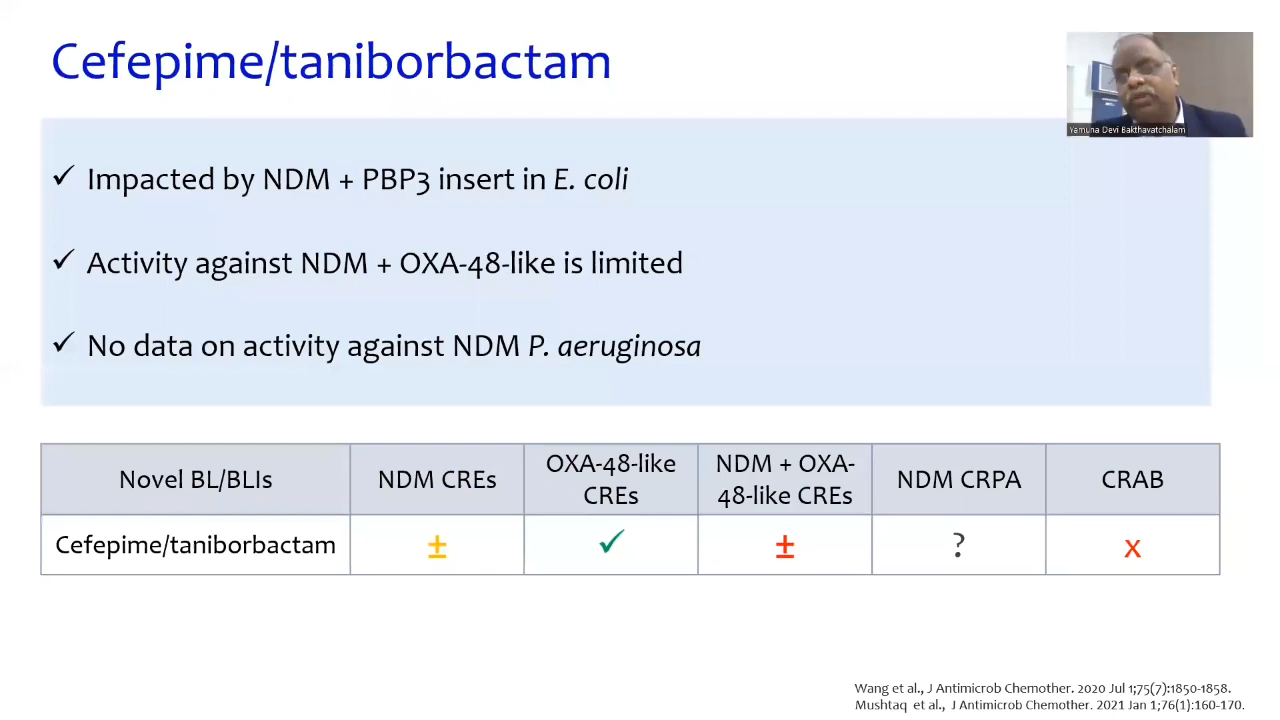 Cefepime/taniborbactam
Yamuna Devi Bakthavatchalam
✓ Impacted by NDM + PBP3 insert in E. coli
✓ Activity against NDM + OXA-48-like is limited
✓ No data on activity against NDM P. aeruginosa
Novel BL/BLIs
NDM CREs
OXA-48-like
CREs
NDM + OXA-
48-like CREs
NDM CRPA
CRAB
Cefepime/taniborbactam
±
✓
±
?
x
Wang et al., J Antimicrob Chemother. 2020 Jul 1;75(7):1850-1858.
Mushtaq et al., J Antimicrob Chemother. 2021 Jan 1;76(1):160-170.